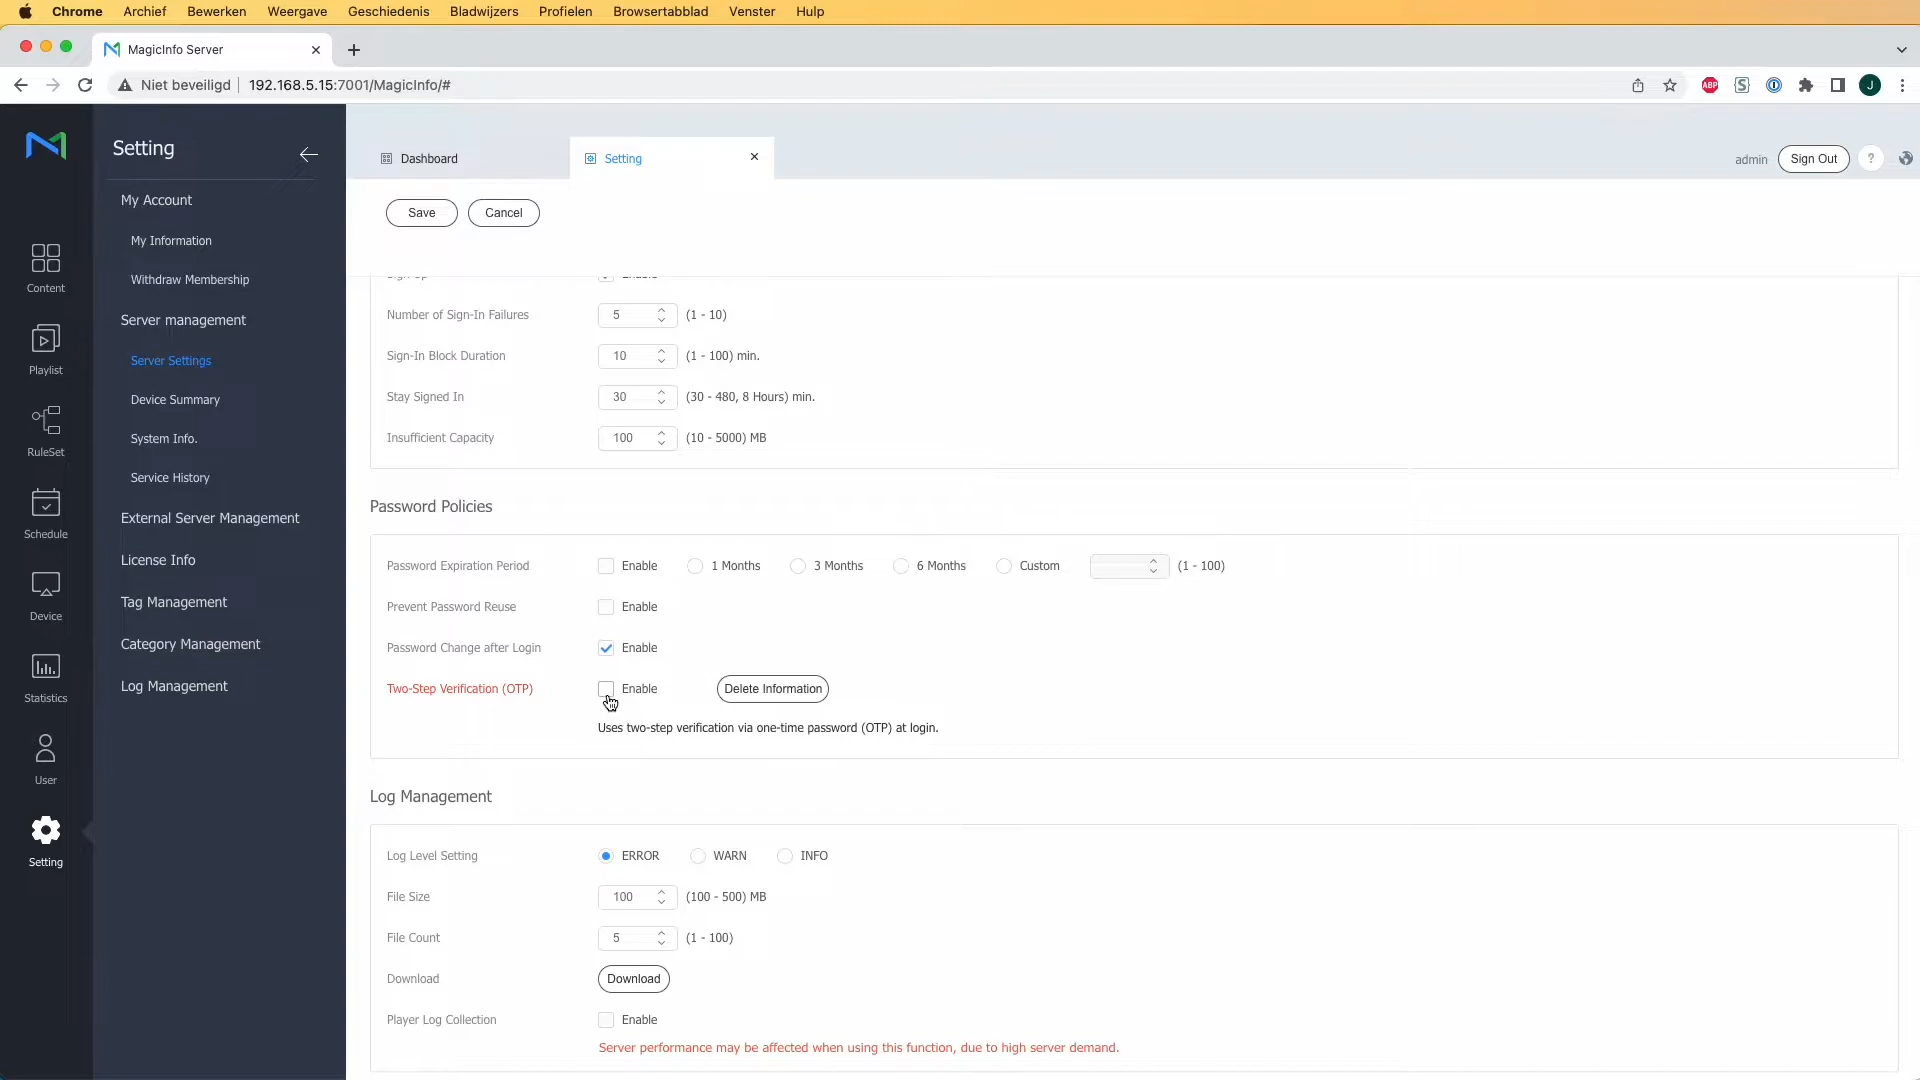 Chrome Archief Bewerken Weergave Geschiedenis Bladwijzers Profielen Browsertabblad Venster Hulp
MagicInfo Server
Niet beveiligd 192.168.5.15:7001/MagicInfo/#
ABP S J
Setting
Dashboard
Setting
admin Sign Out ?
My Account
My Information
Withdraw Membership
Server management
Server Settings
Device Summary
System Info.
Service History
External Server Management
License Info
Tag Management
Category Management
Log Management
Content
Playlist
RuleSet
Schedule
Device
Statistics
User
Setting
Save Cancel
Number of Sign-In Failures 5 (1 - 10)
Sign-In Block Duration 10 (1 - 100) min.
Stay Signed In 30 (30 - 480, 8 Hours) min.
Insufficient Capacity 100 (10 - 5000) MB
Password Policies
Password Expiration Period Enable 1 Months 3 Months 6 Months Custom (1 - 100)
Prevent Password Reuse Enable
Password Change after Login Enable
Two-Step Verification (OTP) Enable Delete Information
Uses two-step verification via one-time password (OTP) at login.
Log Management
Log Level Setting ERROR WARN INFO
File Size 100 (100 - 500) MB
File Count 5 (1 - 100)
Download Download
Player Log Collection Enable
Server performance may be affected when using this function, due to high server demand.